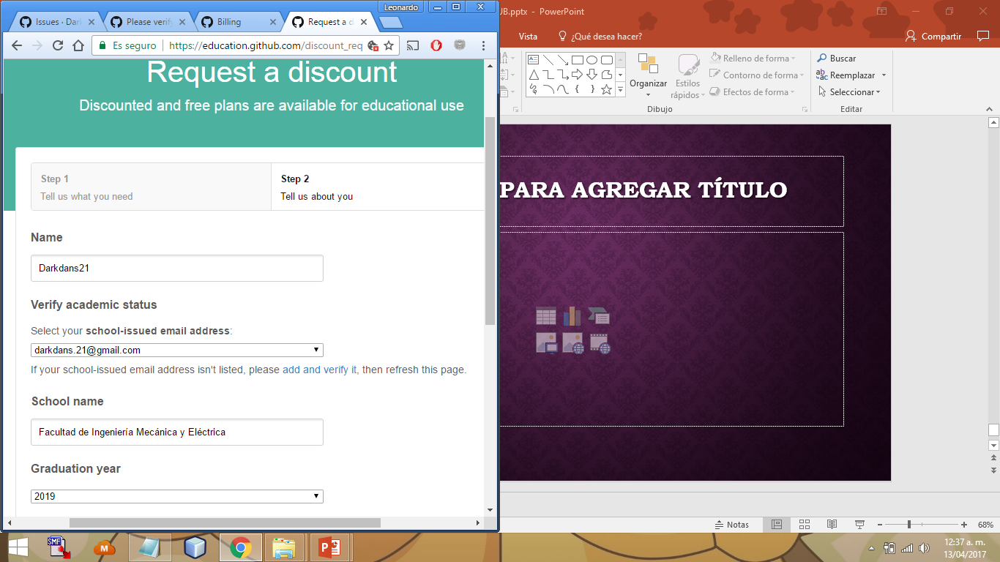 Leonardo
Issues · Dar
Please verify
Billing
Request a d
Es seguro
https://education.github.com/discount_req
Request a discount
Discounted and free plans are available for educational use
Step 1
Tell us what you need
Step 2
Tell us about you
Name
Darkdans21
Verify academic status
Select your school-issued email address:
darkdans.21@gmail.com
If your school-issued email address isn't listed, please add and verify it, then refresh this page.
School name
Facultad de Ingeniería Mecánica y Eléctrica
Graduation year
2019
UB.pptx - PowerPoint
Vista
¿Qué desea hacer?
Compartir
Organizar
Estilos rápidos
Relleno de forma
Contorno de forma
Efectos de forma
Dibujo
Buscar
Reemplazar
Seleccionar
Editar
PARA AGREGAR TÍTULO
Notas
68%
SMF
12:37 a. m.
13/04/2017